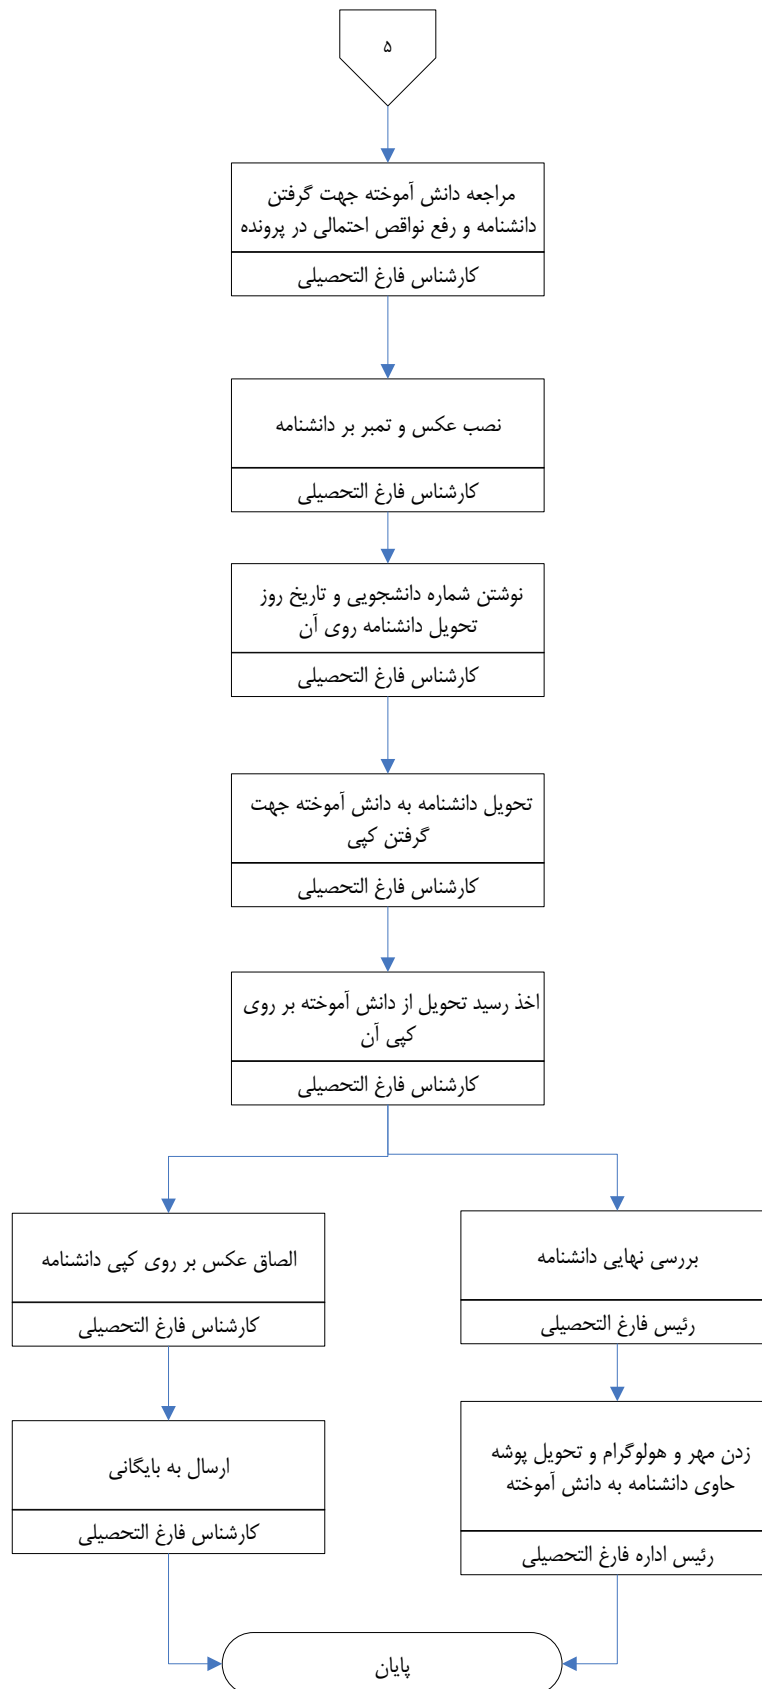 ۵
مراجعه دانش آموخته جهت گرفتن
دانشنامه و رفع نواقص احتمالی در پرونده
کارشناس فارغ التحصیلی
نصب عکس و تمبر بر دانشنامه
کارشناس فارغ التحصیلی
نوشتن شماره دانشجویی و تاریخ روز
تحویل دانشنامه روی آن
کارشناس فارغ التحصیلی
تحویل دانشنامه به دانش آموخته جهت
گرفتن کپی
کارشناس فارغ التحصیلی
اخذ رسید تحویل از دانش آموخته بر روی
کپی آن
کارشناس فارغ التحصیلی
بررسی نهایی دانشنامه
رئیس فارغ التحصیلی
زدن مهر و هولوگرام و تحویل پوشه
حاوی دانشنامه به دانش آموخته
رئیس اداره فارغ التحصیلی
الصاق عکس بر روی کپی دانشنامه
کارشناس فارغ التحصیلی
ارسال به بایگانی
کارشناس فارغ التحصیلی
پایان